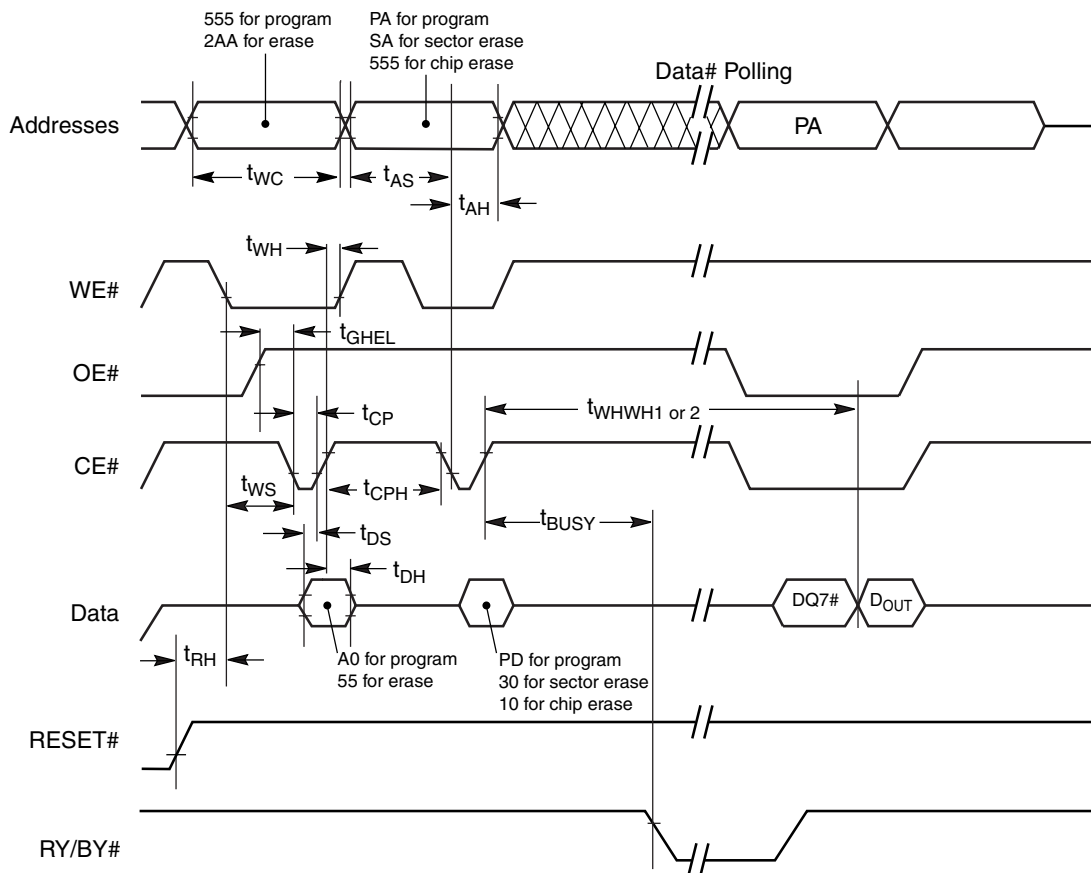 555 for program
2AA for erase
PA for program
SA for sector erase
555 for chip erase
Data# Polling
Addresses
PA
tWC
tAS
tAH
tWH
WE#
tGHEL
OE#
tCP
tWHWH1 or 2
CE#
tWS
tCPH
tBUSY
tDS
tDH
Data
DQ7#
DOUT
tRH
A0 for program
55 for erase
PD for program
30 for sector erase
10 for chip erase
RESET#
RY/BY#